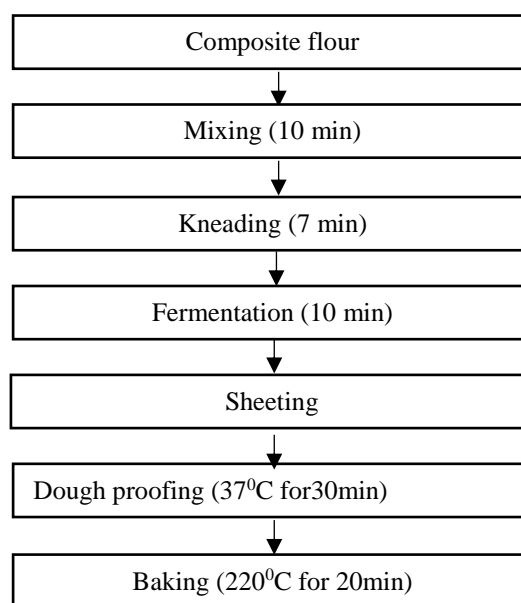 Composite flour
Mixing (10 min)
Kneading (7 min)
Fermentation (10 min)
Sheeting
Dough proofing (37⁰C for30min)
Baking (220⁰C for 20min)